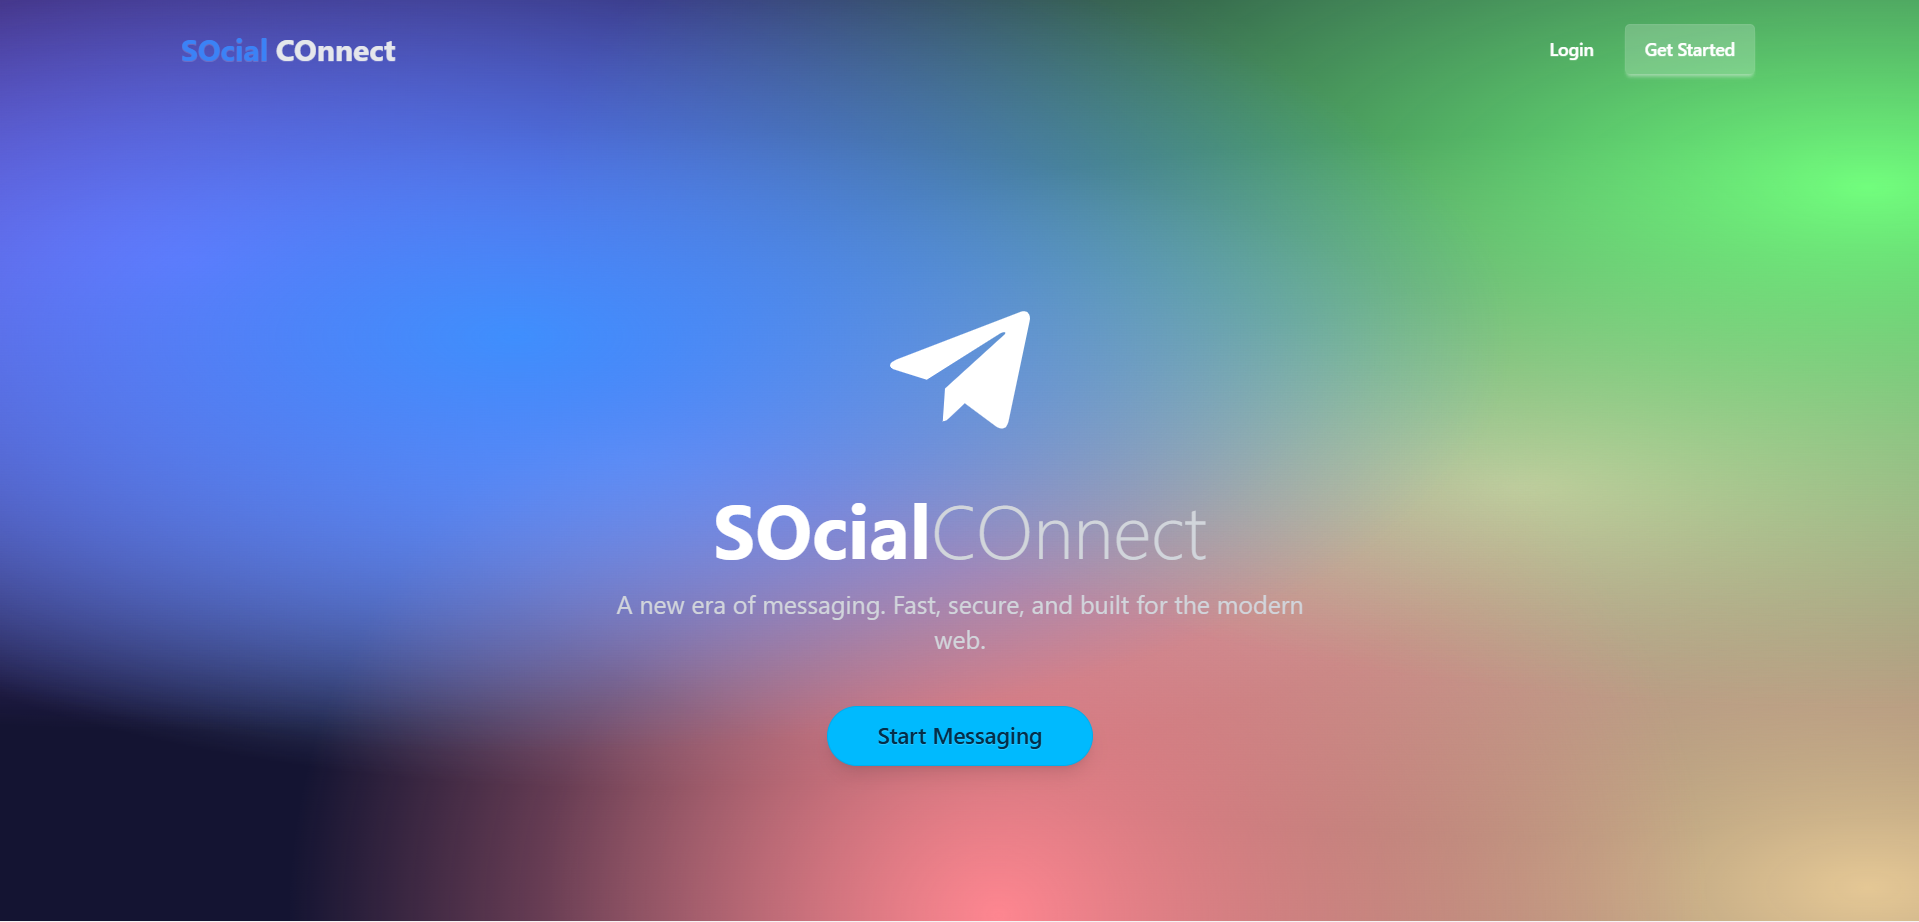 SOcial COnnect
Login
Get Started
SOcialCOnnect
A new era of messaging. Fast, secure, and built for the modern
web.
Start Messaging